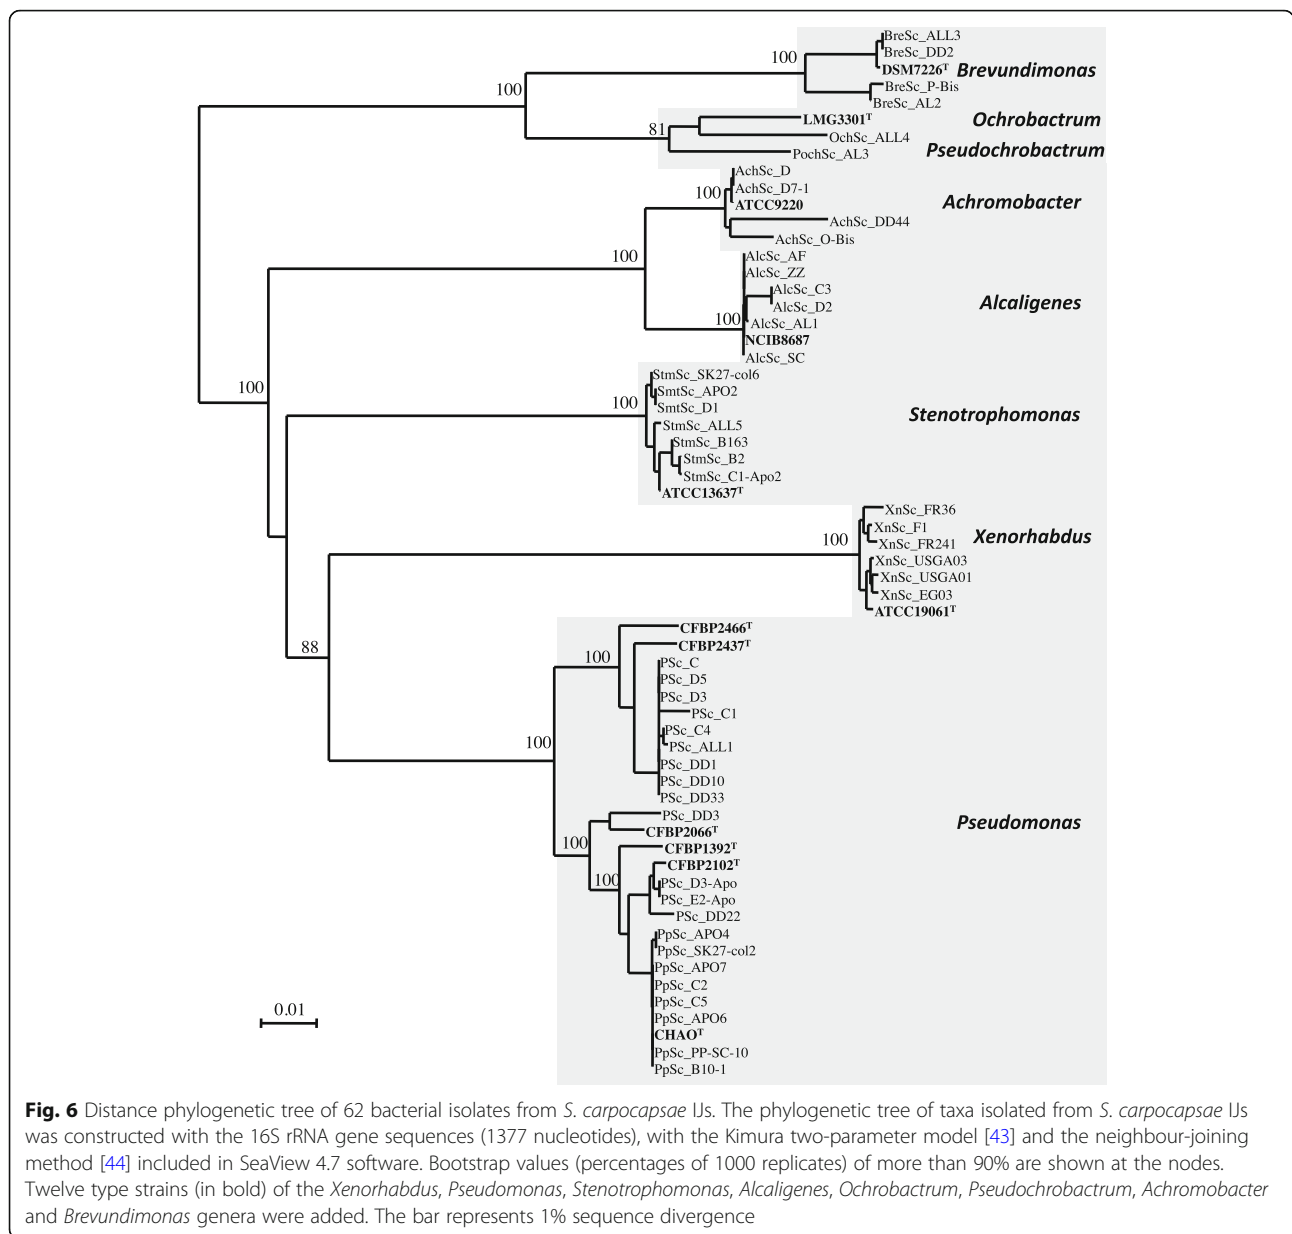 BreSc_ALL3
100
BreSc_DD2
DSM7226ᵀ Brevundimonas
100
BreSc_P-Bis
BreSc_AL2
LMG3301ᵀ Ochrobactrum
81
OchSc_ALL4
PochSc_AL3 Pseudochrobactrum
AchSc_D
100
AchSc_D7-1
ATCC9220 Achromobacter
AchSc_DD44
AchSc_O-Bis
100
AlcSc_AF
AlcSc_ZZ
AlcSc_C3
AlcSc_D2 Alcaligenes
100
AlcSc_AL1
NCIB8687
AlcSc_SC
100
StmSc_SK27-col6
SmtSc_APO2
100
SmtSc_D1 Stenotrophomonas
StmSc_ALL5
StmSc_B163
StmSc_B2
StmSc_C1-Apo2
ATCC13637ᵀ
XnSc_FR36
XnSc_F1
100
XnSc_FR241 Xenorhabdus
XnSc_USGA03
XnSc_USGA01
XnSc_EG03
ATCC19061ᵀ
CFBP2466ᵀ
88
CFBP2437ᵀ
100
PSc_C
PSc_D5
PSc_D3
PSc_C1
PSc_C4
100
PSc_ALL1
PSc_DD1
PSc_DD10
PSc_DD33
PSc_DD3
Pseudomonas
CFBP2066ᵀ
100
CFBP1392ᵀ
CFBP2102ᵀ
100
PSc_D3-Apo
PSc_E2-Apo
PSc_DD22
PpSc_APO4
PpSc_SK27-col2
PpSc_APO7
PpSc_C2
PpSc_C5
0.01
PpSc_APO6
CHAOᵀ
PpSc_PP-SC-10
PpSc_B10-1
Fig. 6 Distance phylogenetic tree of 62 bacterial isolates from S. carpocapsae IJs. The phylogenetic tree of taxa isolated from S. carpocapsae IJs
was constructed with the 16S rRNA gene sequences (1377 nucleotides), with the Kimura two-parameter model [43] and the neighbour-joining
method [44] included in SeaView 4.7 software. Bootstrap values (percentages of 1000 replicates) of more than 90% are shown at the nodes.
Twelve type strains (in bold) of the Xenorhabdus, Pseudomonas, Stenotrophomonas, Alcaligenes, Ochrobactrum, Pseudochrobactrum, Achromobacter
and Brevundimonas genera were added. The bar represents 1% sequence divergence